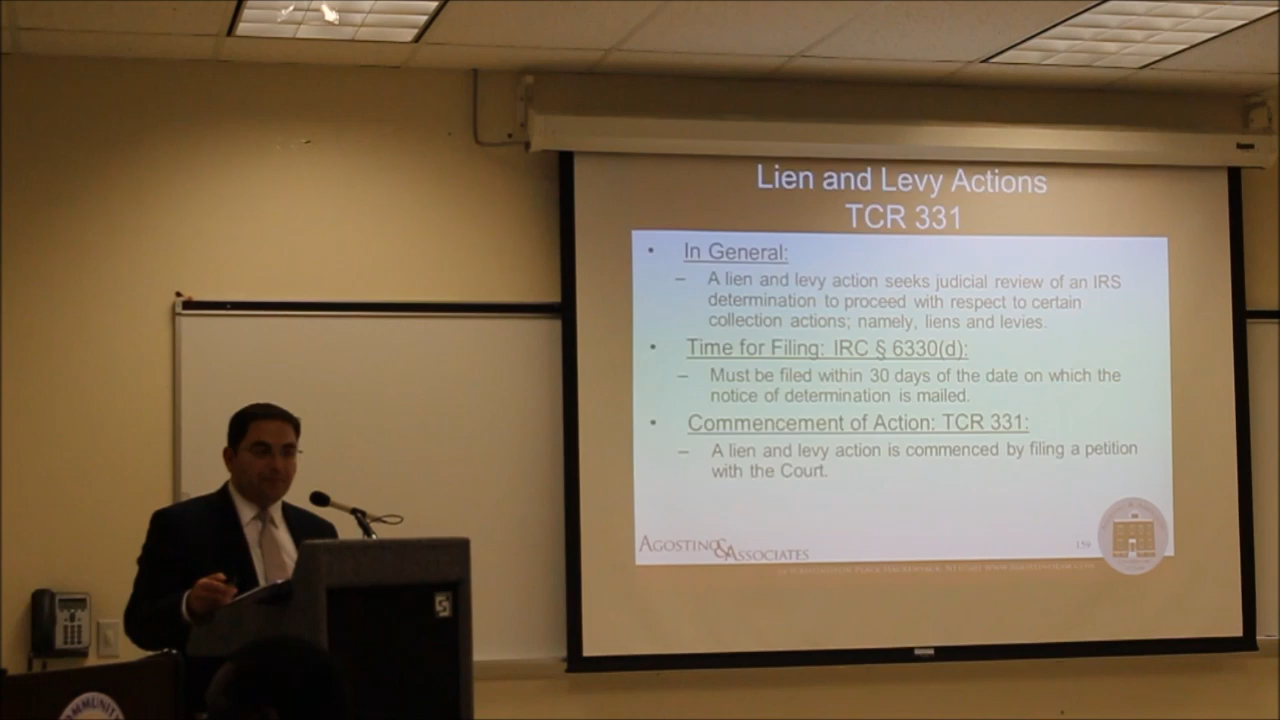 Lien and Levy Actions
TCR 331
• In General:
– A lien and levy action seeks judicial review of an IRS
determination to proceed with respect to certain
collection actions; namely, liens and levies.
• Time for Filing: IRC § 6330(d):
– Must be filed within 30 days of the date on which the
notice of determination is mailed.
• Commencement of Action: TCR 331:
– A lien and levy action is commenced by filing a petition
with the Court.
AGOSTINO & ASSOCIATES
159